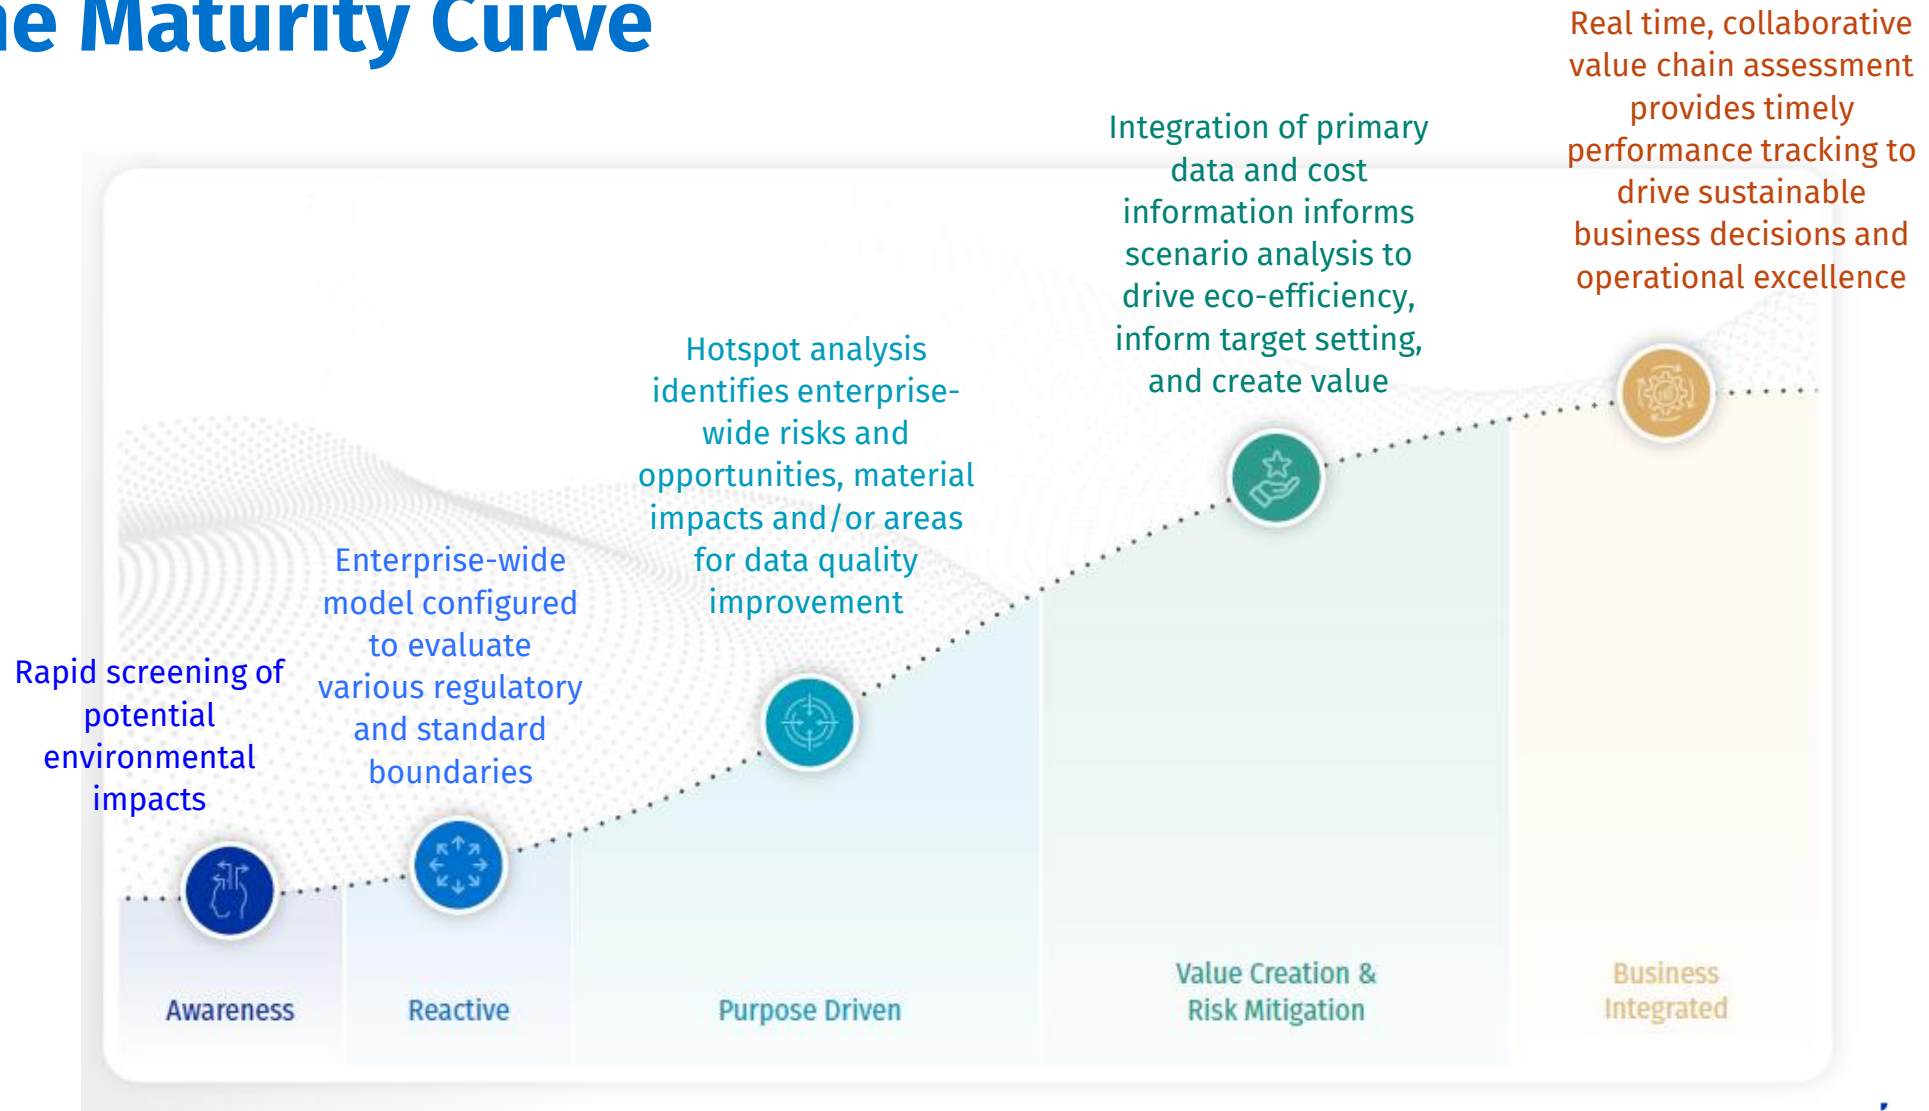 ne Maturity Curve
Real time, collaborative
value chain assessment
provides timely
performance tracking to
drive sustainable
business decisions and
operational excellence
Integration of primary
data and cost
information informs
scenario analysis to
drive eco-efficiency,
inform target setting,
and create value
Hotspot analysis
identifies enterprise-
wide risks and
opportunities, material
impacts and/or areas
for data quality
improvement
Enterprise-wide
model configured
to evaluate
various regulatory
and standard
boundaries
Rapid screening of
potential
environmental
impacts
Awareness
Reactive
Purpose Driven
Value Creation &
Risk Mitigation
Business
Integrated